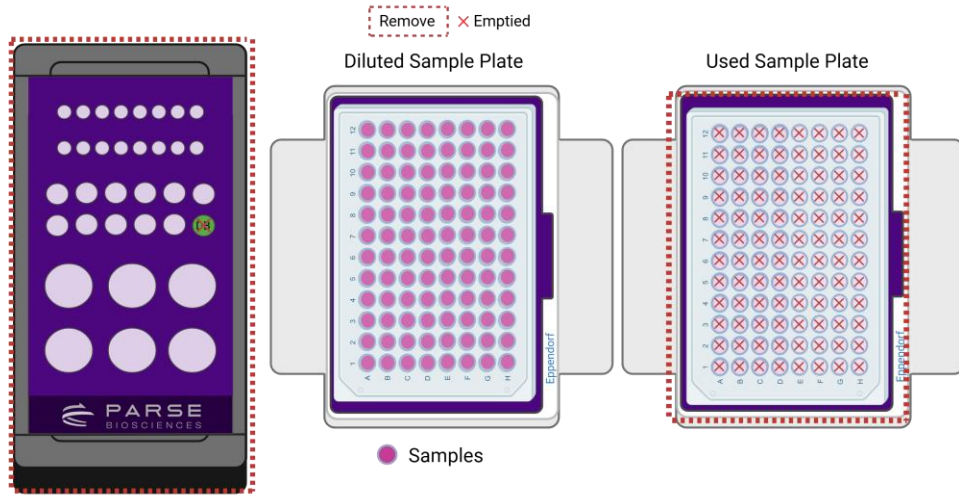 Remove
Emptied
Diluted Sample Plate
Used Sample Plate
DB
PARSE
BIOSCIENCES
12
11
10
9
8
7
6
5
4
3
2
1
A B C D E F G H
Eppendorf
12
11
10
9
8
7
6
5
4
3
2
1
A B C D E F G H
Eppendorf
Samples